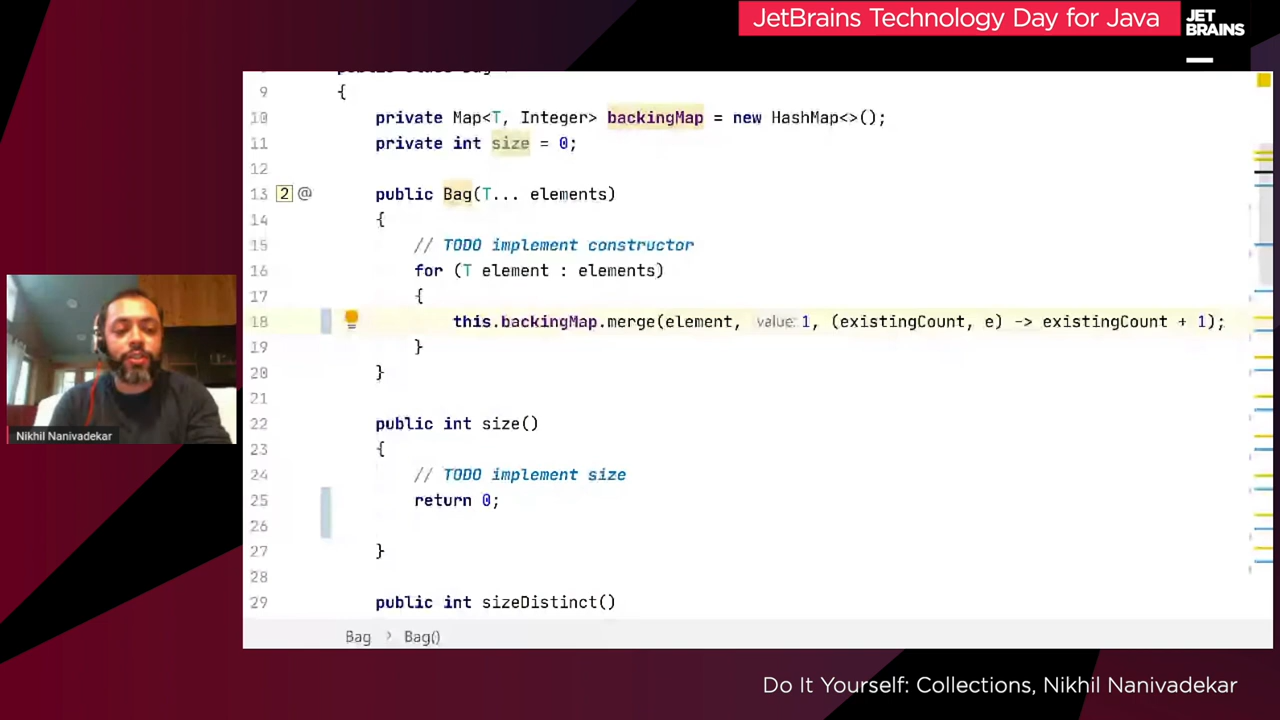 JetBrains Technology Day for Java
JET
BRAINS
9 {
10 private Map<T, Integer> backingMap = new HashMap<>();
11 private int size = 0;
12
13 2 @ public Bag(T... elements)
14 {
15 // TODO implement constructor
16 for (T element : elements)
17 {
18 this.backingMap.merge(element, value: 1, (existingCount, e) -> existingCount + 1);
19 }
20 }
21
22 public int size()
23 {
24 // TODO implement size
25 return 0;
26
27 }
28
29 public int sizeDistinct()
Bag > Bag()
Nikhil Nanivadekar
Do It Yourself: Collections, Nikhil Nanivadekar